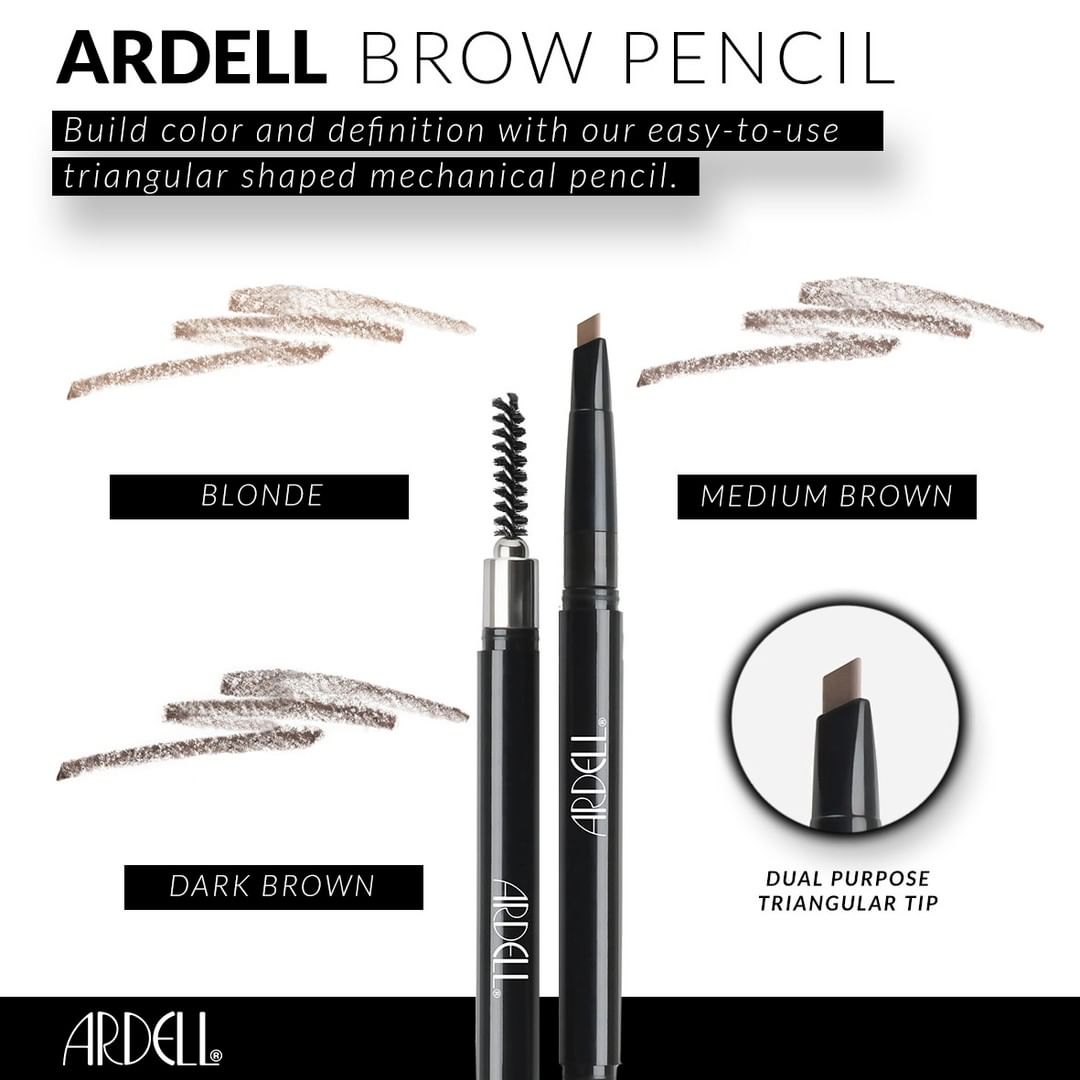 ARDELL BROW PENCIL
Build color and definition with our easy-to-use
triangular shaped mechanical pencil.
BLONDE
MEDIUM BROWN
DARK BROWN
ARDELL®
ARDELL®
DUAL PURPOSE
TRIANGULAR TIP
ARDELL®